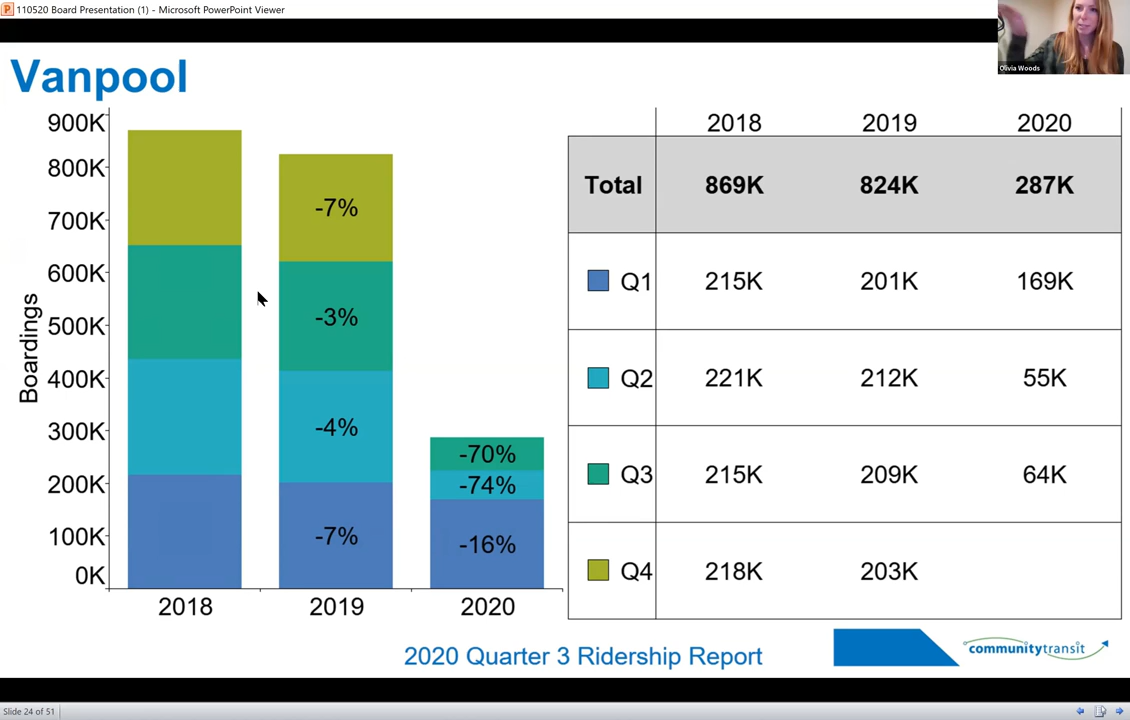 110520 Board Presentation (1) - Microsoft PowerPoint Viewer
Olivia Woods
Vanpool
900K
800K
700K
600K
500K
400K
300K
200K
100K
0K
Boardings
-7%
-3%
-4%
-7%
-70%
-74%
-16%
2018 2019 2020
2018 2019 2020
Total 869K 824K 287K
Q1 215K 201K 169K
Q2 221K 212K 55K
Q3 215K 209K 64K
Q4 218K 203K
2020 Quarter 3 Ridership Report
communitytransit
Slide 24 of 51